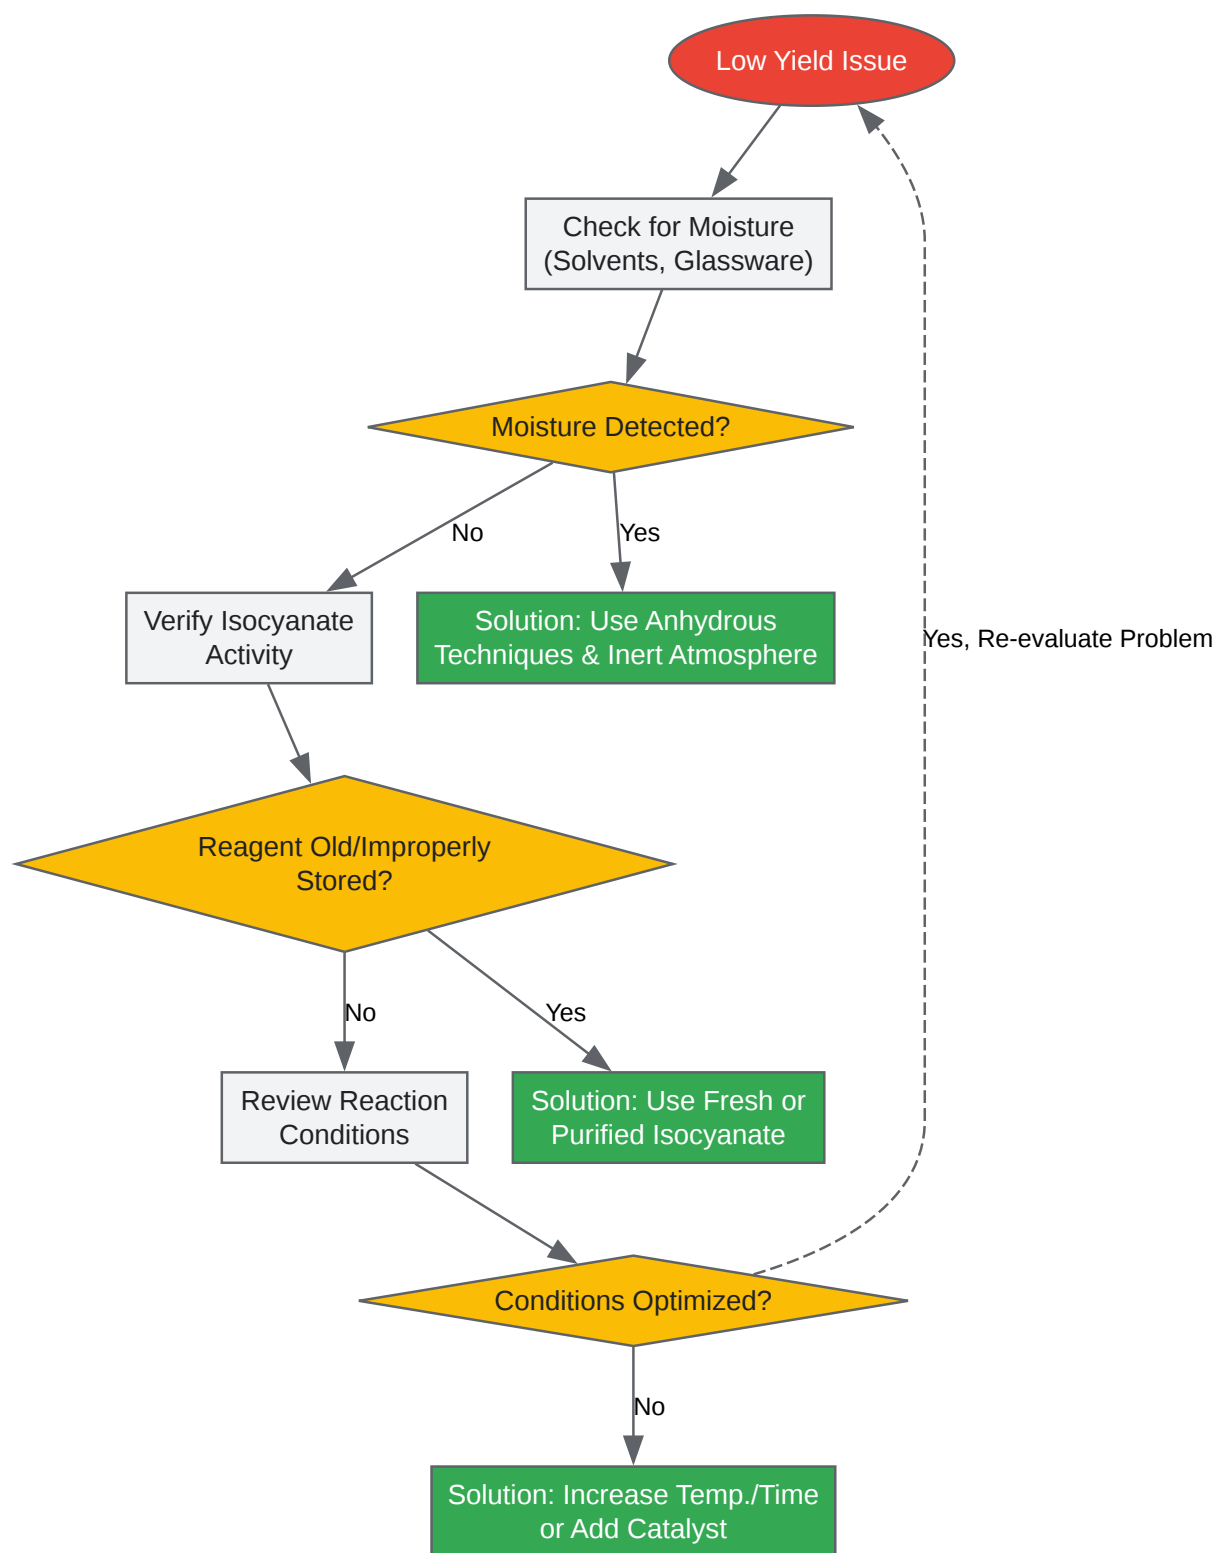 Low Yield Issue
Check for Moisture
(Solvents, Glassware)
Moisture Detected?
No
Yes
Verify Isocyanate
Activity
Solution: Use Anhydrous
Techniques & Inert Atmosphere
Yes, Re-evaluate Problem
Reagent Old/Improperly
Stored?
No
Yes
Review Reaction
Conditions
Solution: Use Fresh or
Purified Isocyanate
Conditions Optimized?
No
Solution: Increase Temp./Time
or Add Catalyst